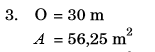 3. O = 30 m
A = 56,25 m²